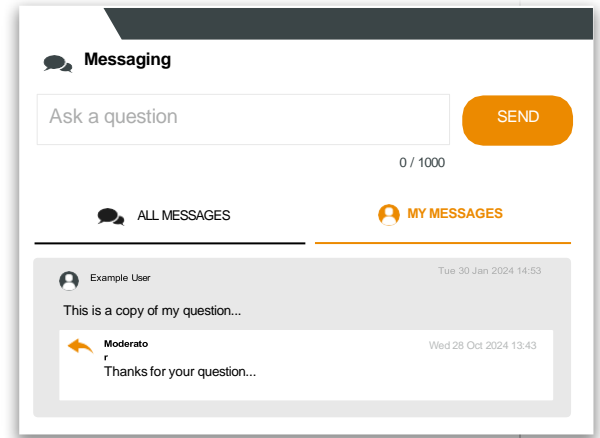 Messaging
Ask a question
SEND
0 / 1000
ALL MESSAGES
MY MESSAGES
Example User
Tue 30 Jan 2024 14:53
This is a copy of my question...
Moderato
r
Wed 28 Oct 2024 13:43
Thanks for your question...